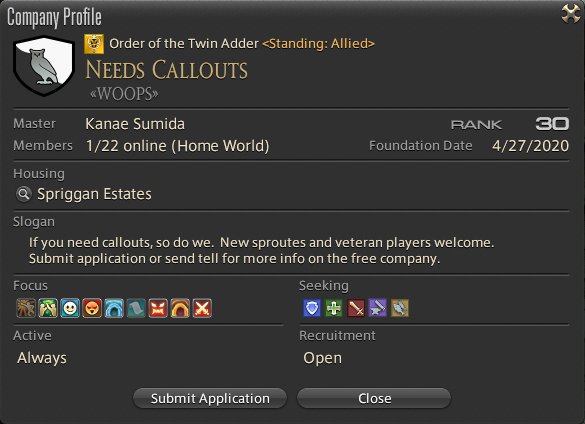 Company Profile
Order of the Twin Adder <Standing: Allied>
Needs Callouts
«WOOPS»
Master Kanae Sumida RANK 30
Members 1/22 online (Home World) Foundation Date 4/27/2020
Housing
Spriggan Estates
Slogan
If you need callouts, so do we. New sproutes and veteran players welcome.
Submit application or send tell for more info on the free company.
Focus Seeking
Active Recruitment
Always Open
Submit Application Close